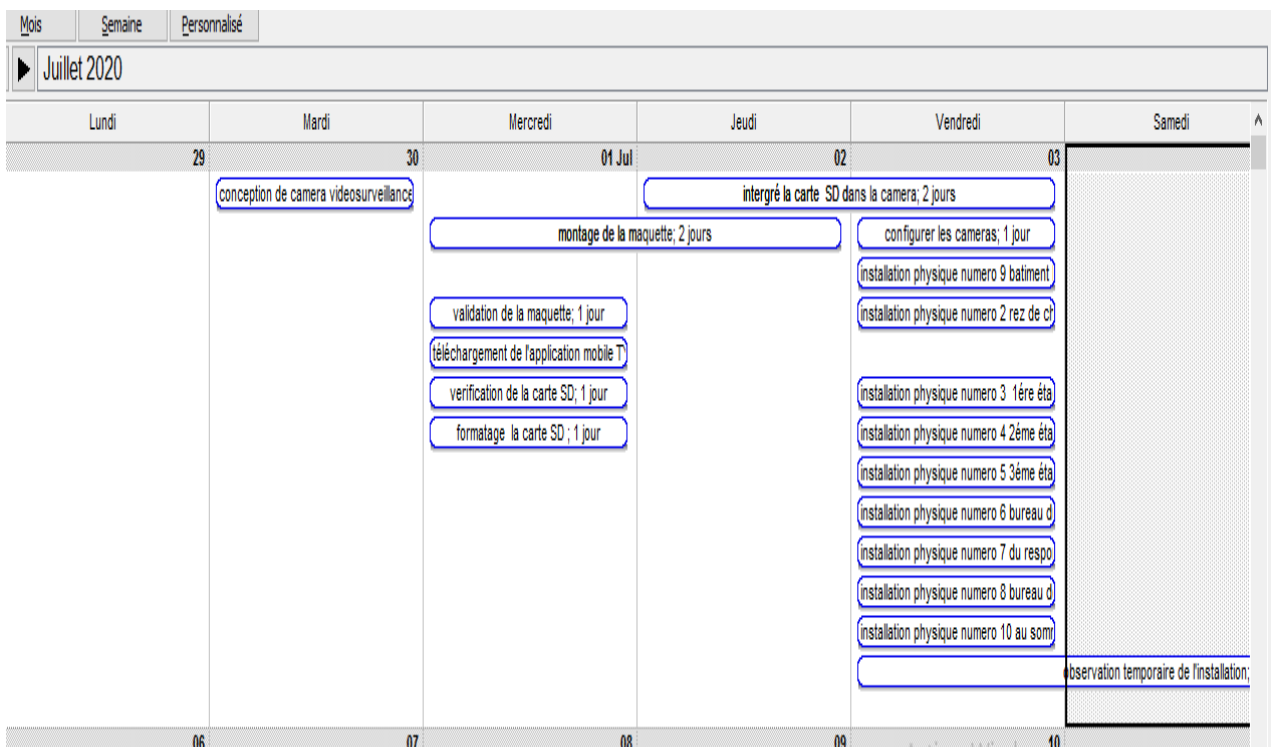 Mois Semaine Personnalisé
Juillet 2020
Lundi Mardi Mercredi Jeudi Vendredi Samedi
29 30 01 Jul 02 03
conception de camera videosurveillance intergré la carte SD dans la camera; 2 jours
montage de la maquette; 2 jours configurer les cameras; 1 jour
installation physique numero 9 batiment
validation de la maquette; 1 jour installation physique numero 2 rez de ch
téléchargement de l'application mobile
verification de la carte SD; 1 jour installation physique numero 3 1ére éta
formatage la carte SD ; 1 jour installation physique numero 4 2éme éta
installation physique numero 5 3éme éta
installation physique numero 6 bureau d
installation physique numero 7 du respo
installation physique numero 8 bureau d
installation physique numero 10 au som
observation temporaire de l'installation;
06 07 08 09 10